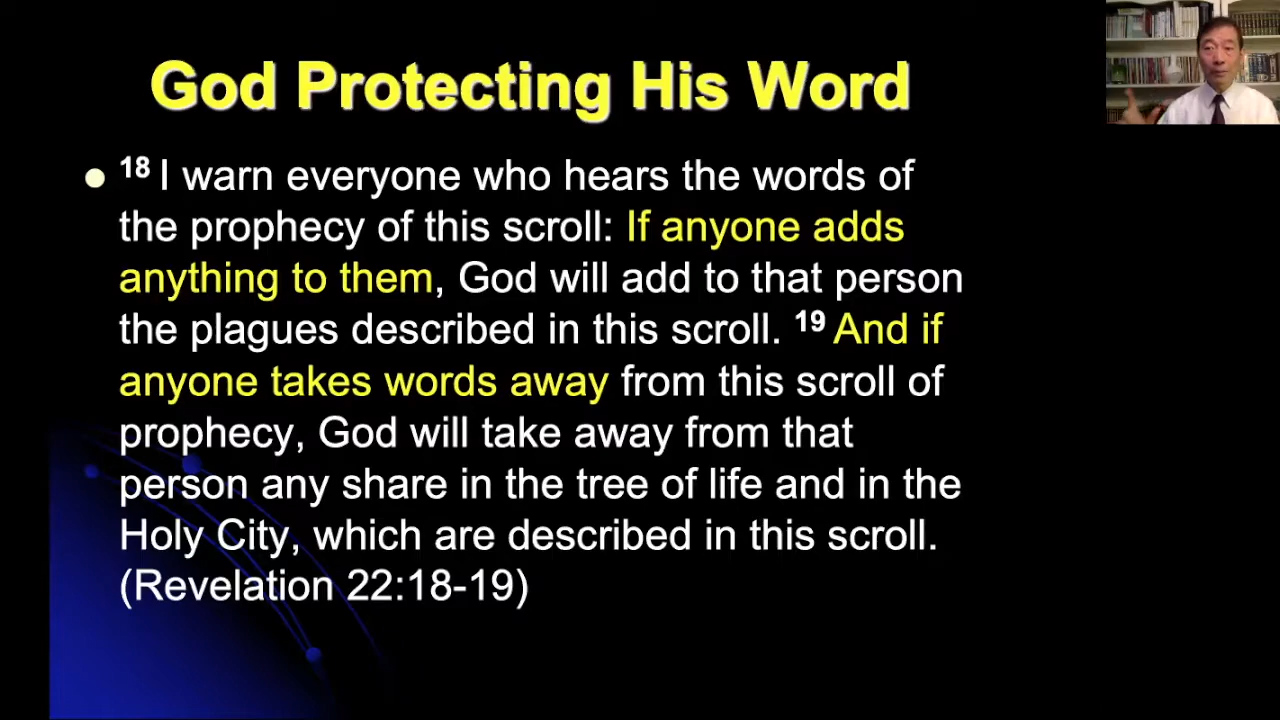 God Protecting His Word
18 I warn everyone who hears the words of
the prophecy of this scroll: If anyone adds
anything to them, God will add to that person
the plagues described in this scroll. 19 And if
anyone takes words away from this scroll of
prophecy, God will take away from that
person any share in the tree of life and in the
Holy City, which are described in this scroll.
(Revelation 22:18-19)